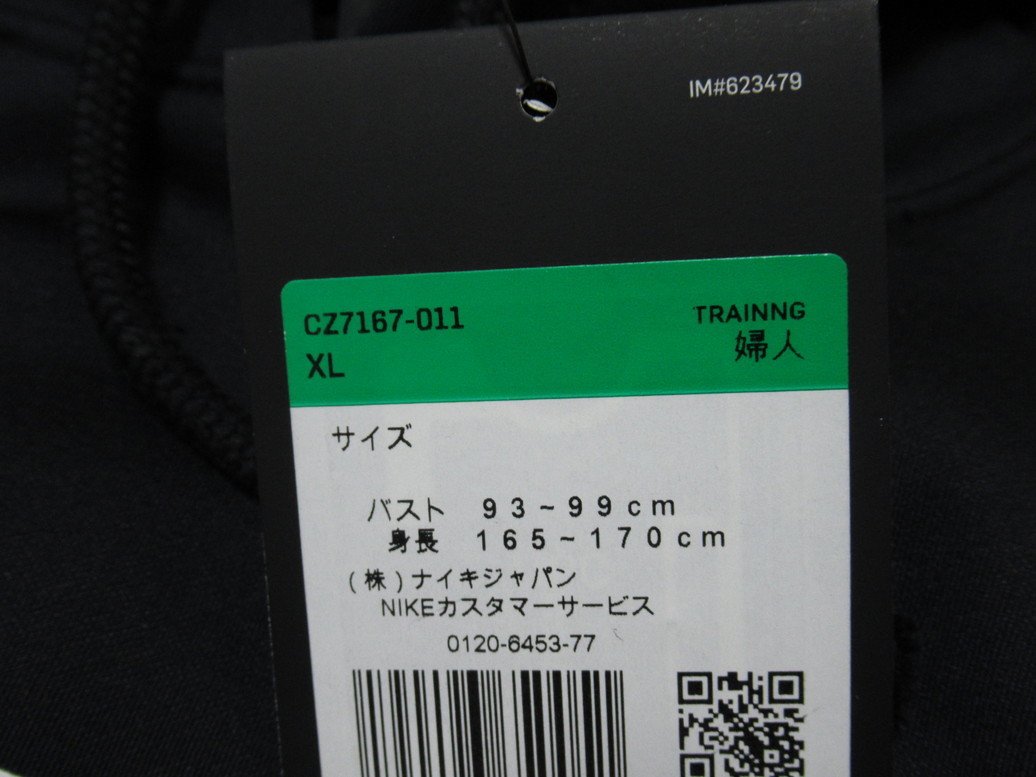 IM#623479
CZ7167-011
TRAINNG
XL
婦人
サイズ
バスト 93~99cm
身長 165~170cm
(株)ナイキジャパン
NIKEカスタマーサービス
0120-6453-77